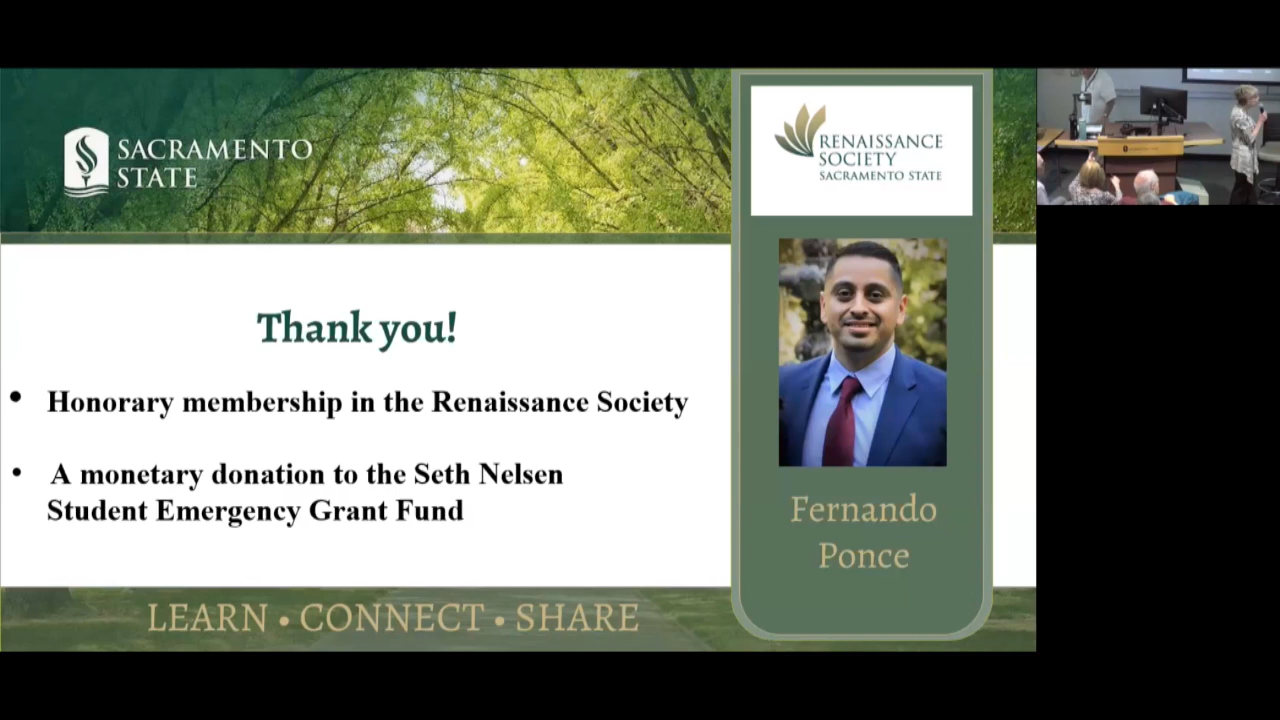 SACRAMENTO
STATE
RENAISSANCE
SOCIETY
SACRAMENTO STATE
Thank you!
• Honorary membership in the Renaissance Society
• A monetary donation to the Seth Nelsen
Student Emergency Grant Fund
Fernando
Ponce
LEARN • CONNECT • SHARE